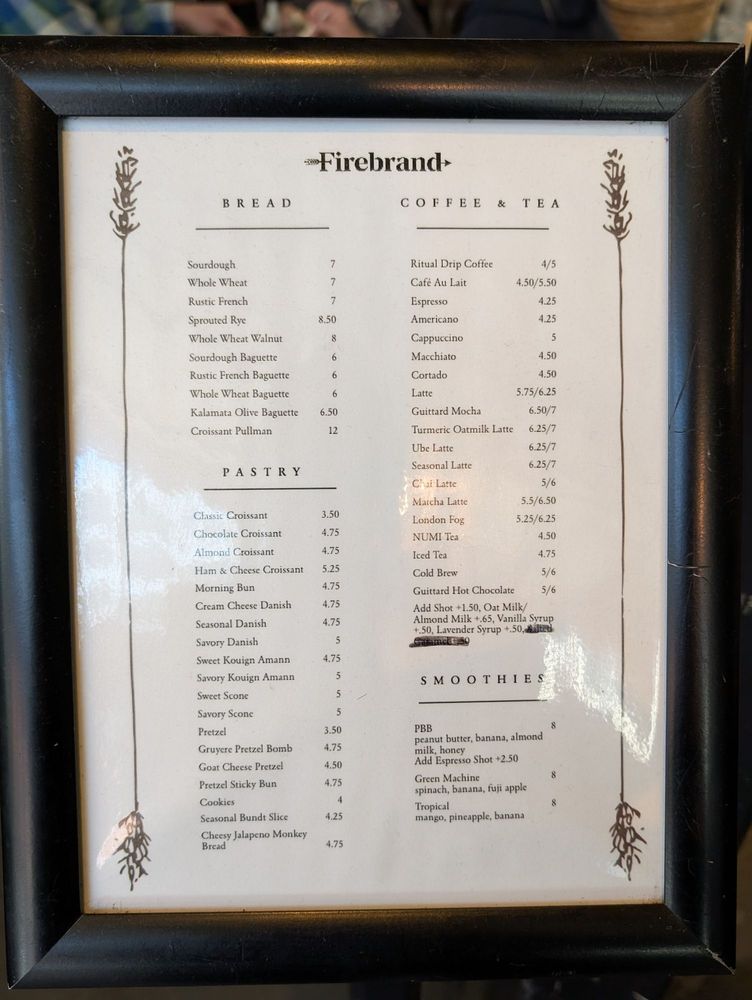 Firebrand
BREAD
Sourdough 7
Whole Wheat 7
Rustic French 7
Sprouted Rye 8.50
Whole Wheat Walnut 8
Sourdough Baguette 6
Rustic French Baguette 6
Whole Wheat Baguette 6
Kalamata Olive Baguette 6.50
Croissant Pullman 12
PASTRY
Classic Croissant 3.50
Chocolate Croissant 4.75
Almond Croissant 4.75
Ham & Cheese Croissant 5.25
Morning Bun 4.75
Cream Cheese Danish 4.75
Seasonal Danish 4.75
Savory Danish 5
Sweet Kouign Amann 4.75
Savory Kouign Amann 5
Sweet Scone 5
Savory Scone 5
Pretzel 3.50
Gruyere Pretzel Bomb 4.75
Goat Cheese Pretzel 4.50
Pretzel Sticky Bun 4.75
Cookies 4
Seasonal Bundt Slice 4.25
Cheesy Jalapeno Monkey
Bread 4.75
COFFEE & TEA
Ritual Drip Coffee 4/5
Café Au Lait 4.50/5.50
Espresso 4.25
Americano 4.25
Cappuccino 5
Macchiato 4.50
Cortado 4.50
Latte 5.75/6.25
Guittard Mocha 6.50/7
Turmeric Oatmilk Latte 6.25/7
Ube Latte 6.25/7
Seasonal Latte 6.25/7
Chai Latte 5/6
Matcha Latte 5.5/6.50
London Fog 5.25/6.25
NUMI Tea 4.50
Iced Tea 4.75
Cold Brew 5/6
Guittard Hot Chocolate 5/6
Add Shot +1.50, Oat Milk/
Almond Milk +.65, Vanilla Syrup
+.50, Lavender Syrup +.50,
SMOOTHIES
PBB 8
peanut butter, banana, almond
milk, honey
Add Espresso Shot +2.50
Green Machine 8
spinach, banana, fuji apple
Tropical 8
mango, pineapple, banana